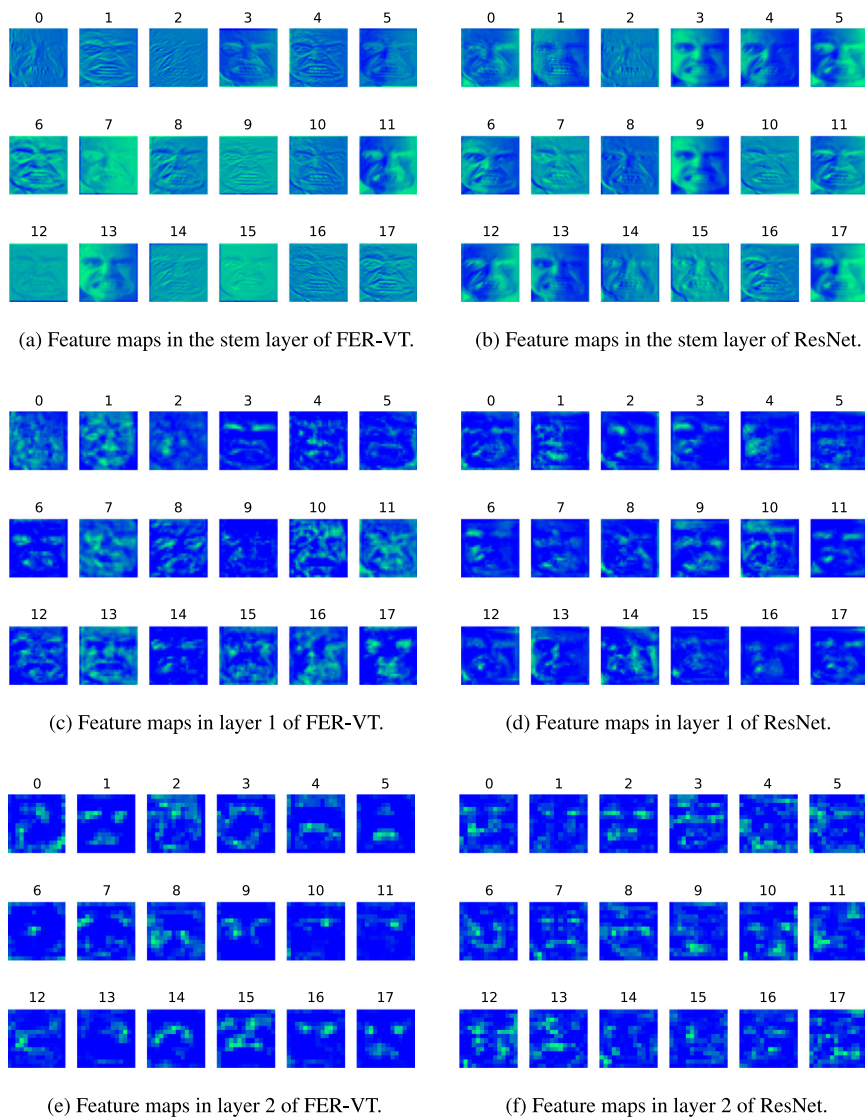 0 1 2 3 4 5
6 7 8 9 10 11
12 13 14 15 16 17
(a) Feature maps in the stem layer of FER-VT.
0 1 2 3 4 5
6 7 8 9 10 11
12 13 14 15 16 17
(b) Feature maps in the stem layer of ResNet.
0 1 2 3 4 5
6 7 8 9 10 11
12 13 14 15 16 17
(c) Feature maps in layer 1 of FER-VT.
0 1 2 3 4 5
6 7 8 9 10 11
12 13 14 15 16 17
(d) Feature maps in layer 1 of ResNet.
0 1 2 3 4 5
6 7 8 9 10 11
12 13 14 15 16 17
(e) Feature maps in layer 2 of FER-VT.
0 1 2 3 4 5
6 7 8 9 10 11
12 13 14 15 16 17
(f) Feature maps in layer 2 of ResNet.